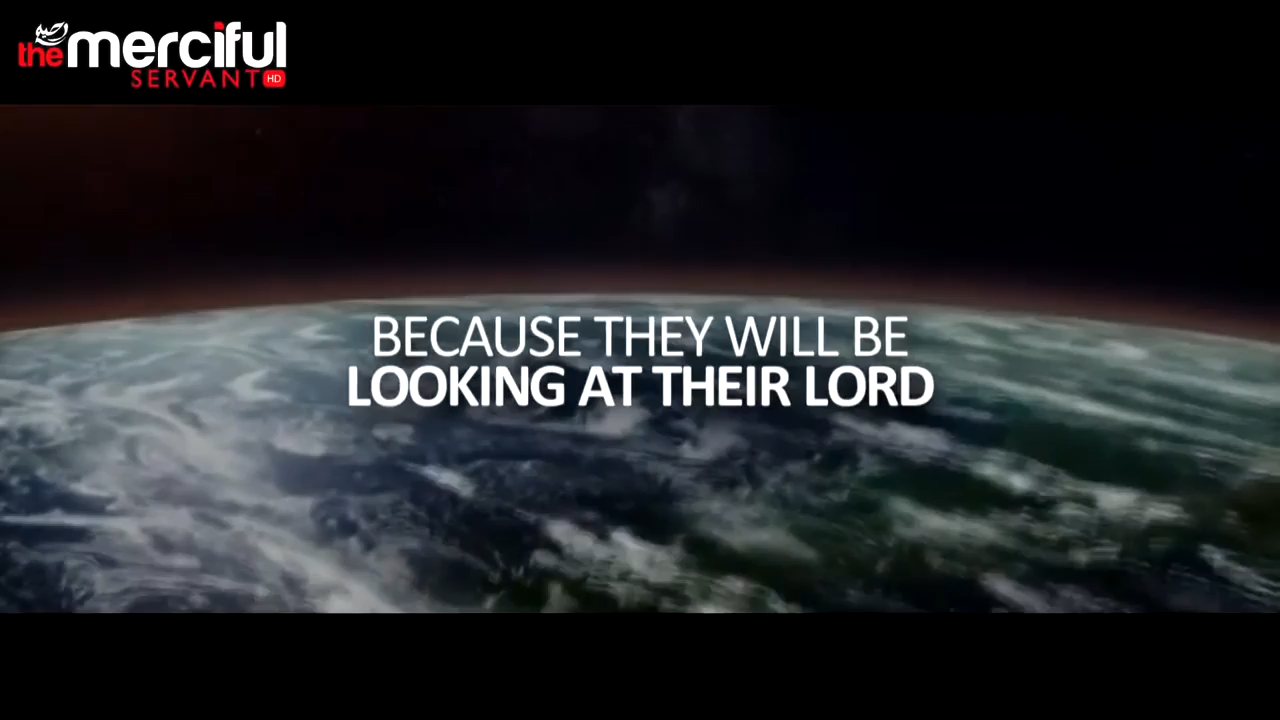 the merciful
SERVANT HD
BECAUSE THEY WILL BE
LOOKING AT THEIR LORD